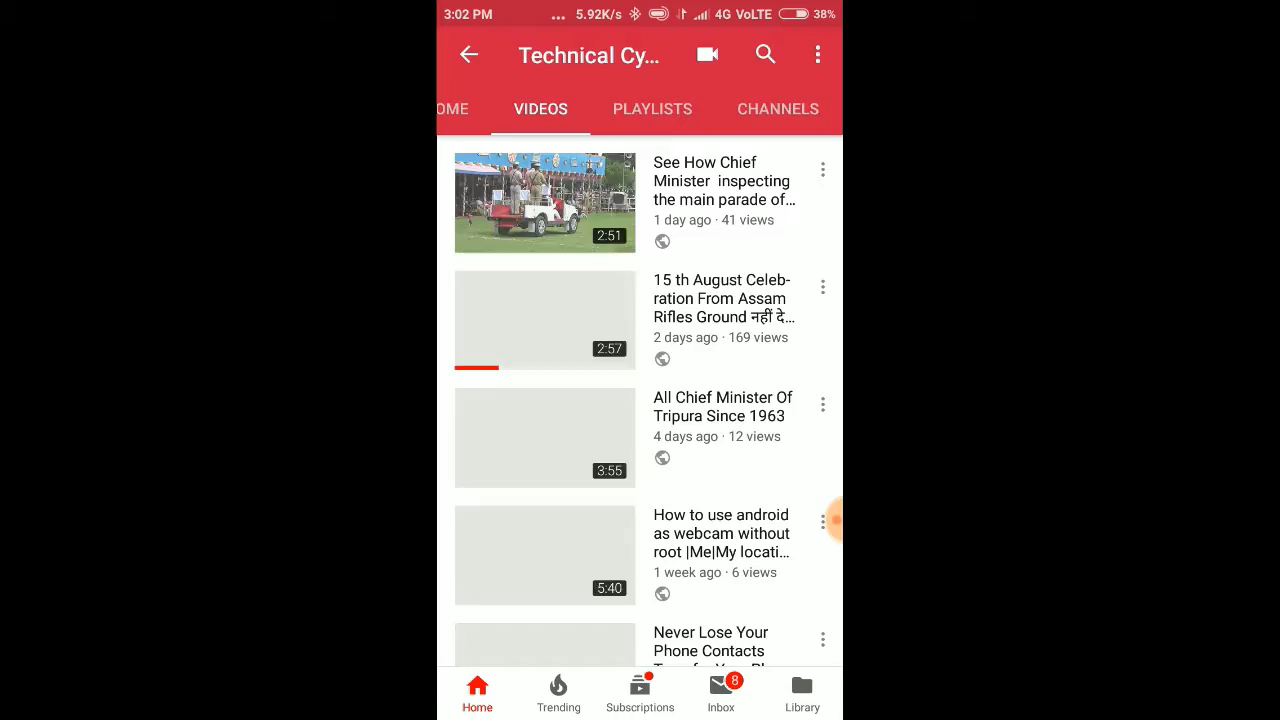 3:02 PM ... 5.92K/s 4G VoLTE 38%
Technical Cy...
OME VIDEOS PLAYLISTS CHANNELS
See How Chief
Minister inspecting
the main parade of...
1 day ago · 41 views
2:51
15 th August Celeb-
ration From Assam
Rifles Ground नहीं दे...
2 days ago · 169 views
2:57
All Chief Minister Of
Tripura Since 1963
4 days ago · 12 views
3:55
How to use android
as webcam without
root |Me|My locati...
1 week ago · 6 views
5:40
Never Lose Your
Phone Contacts
8
Home Trending Subscriptions Inbox Library